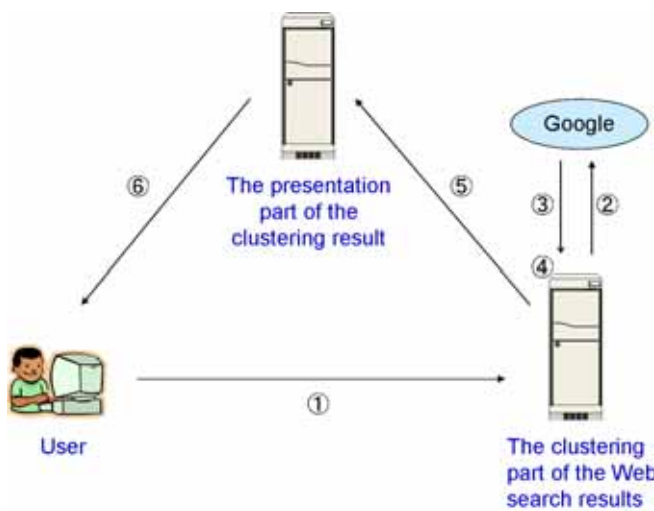 Google
⑥
The presentation
part of the
clustering result
⑤
③
②
④
①
User
The clustering
part of the Web
search results